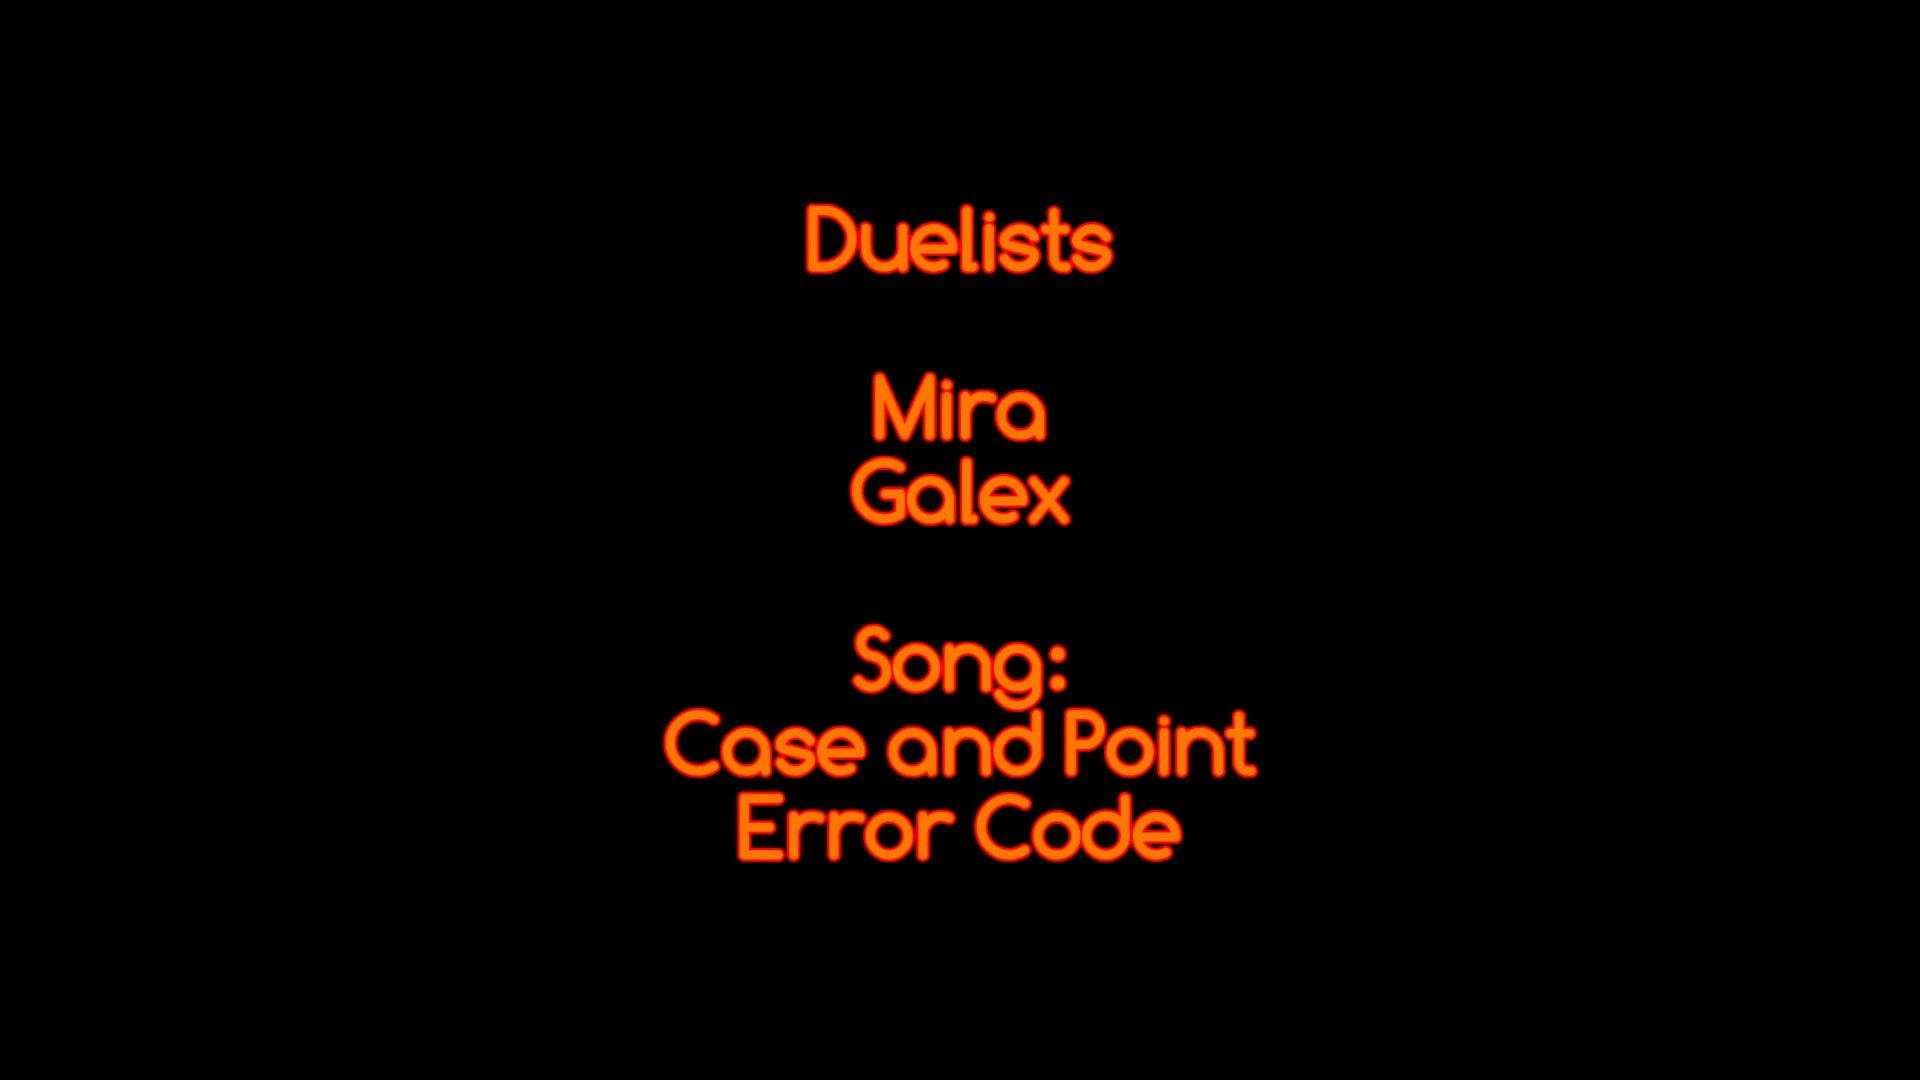 Duelists
Mira
Galex
Song:
Case and Point
Error Code